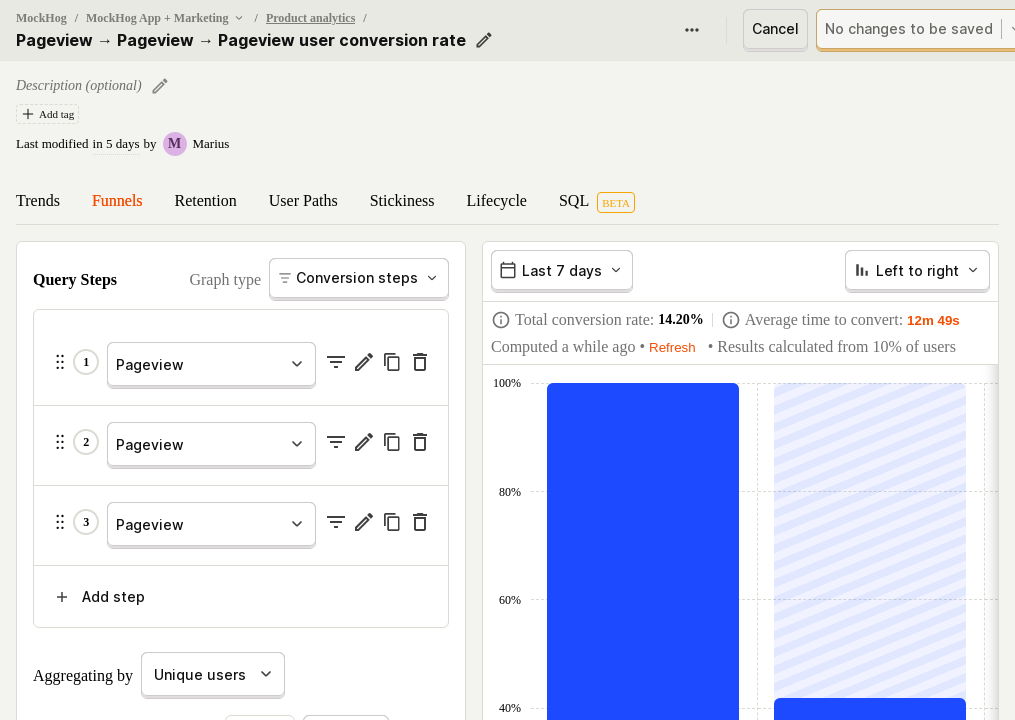 MockHog / MockHog App + Marketing / Product analytics /
Pageview → Pageview → Pageview user conversion rate
Cancel
No changes to be saved
Description (optional)
Add tag
Last modified in 5 days by M Marius
Trends Funnels Retention User Paths Stickiness Lifecycle SQL BETA
Query Steps
Graph type Conversion steps
1 Pageview
2 Pageview
3 Pageview
Add step
Aggregating by Unique users
Last 7 days
Left to right
Total conversion rate: 14.20% Average time to convert: 12m 49s
Computed a while ago • Refresh • Results calculated from 10% of users
100%
80%
60%
40%